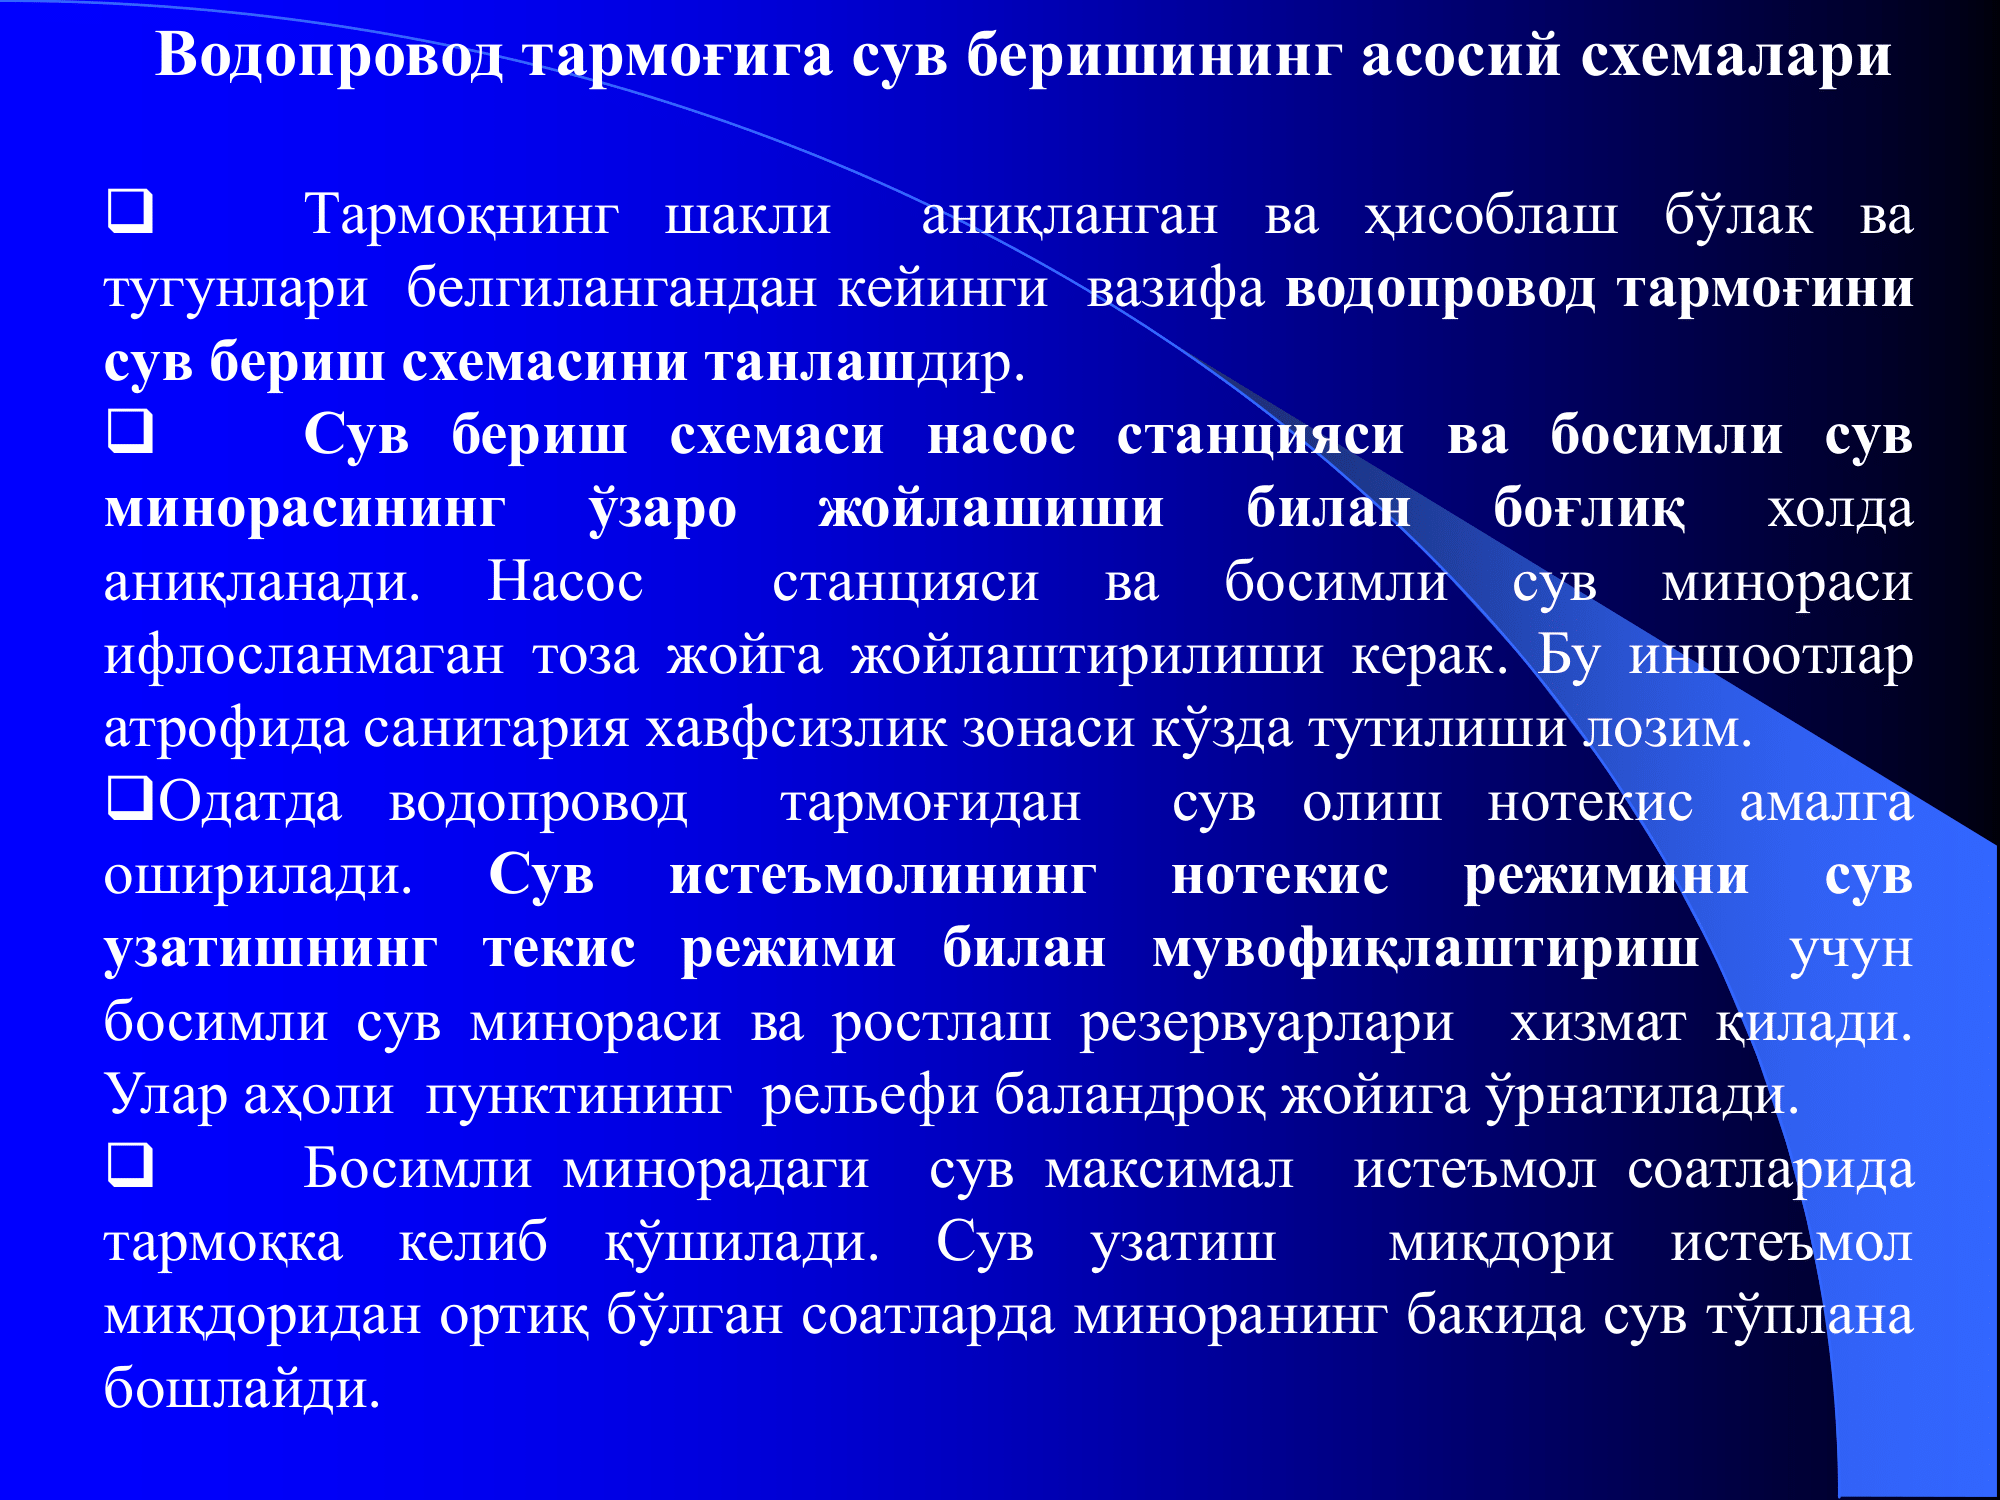 Водопровод тармоғига сув беришининг асосий схемалари
❑ Тармоқнинг шакли аниқланган ва ҳисоблаш бўлак ва
тугунлари белгилангандан кейинги вазифа водопровод тармоғини
сув бериш схемасини танлашдир.
❑ Сув бериш схемаси насос станцияси ва босимли сув
минорасининг ўзаро жойлашиши билан боғлиқ холда
аниқланади. Насос станцияси ва босимли сув минораси
ифлосланмаган тоза жойга жойлаштирилиши керак. Бу иншоотлар
атрофида санитария хавфсизлик зонаси кўзда тутилиши лозим.
❑Одатда водопровод тармоғидан сув олиш нотекис амалга
оширилади. Сув истеъмолининг нотекис режимини сув
узатишнинг текис режими билан мувофиқлаштириш учун
босимли сув минораси ва ростлаш резервуарлари хизмат қилади.
Улар аҳоли пунктининг рельефи баландроқ жойига ўрнатилади.
❑ Босимли минорадаги сув максимал истеъмол соатларида
тармоққа келиб қўшилади. Сув узатиш миқдори истеъмол
миқдоридан ортиқ бўлган соатларда миноранинг бакида сув тўплана
бошлайди.